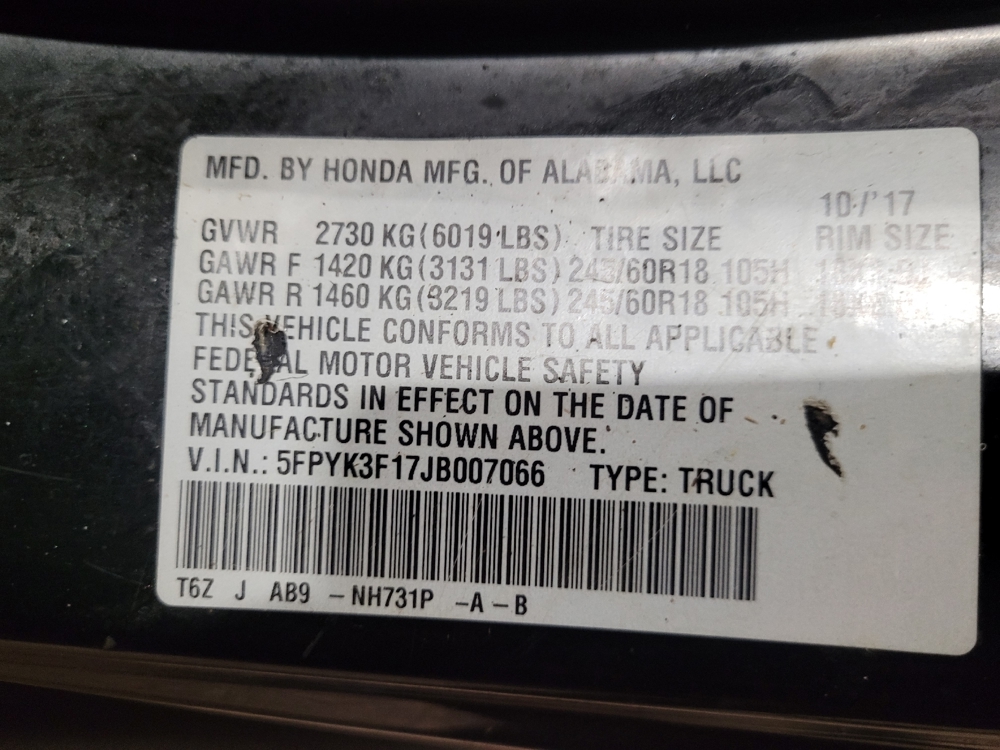 MFD. BY HONDA MFG. OF ALABAMA, LLC
10/'17
GVWR 2730 KG(6019 LBS) TIRE SIZE RIM SIZE
GAWR F 1420 KG(3131 LBS) 245/60R18 105H
GAWR R 1460 KG(3219 LBS) 245/60R18 105H
THIS VEHICLE CONFORMS TO ALL APPLICABLE
FEDERAL MOTOR VEHICLE SAFETY
STANDARDS IN EFFECT ON THE DATE OF
MANUFACTURE SHOWN ABOVE.
V.I.N.: 5FPYK3F17JB007066 TYPE: TRUCK
T6Z J AB9 -NH731P -A-B